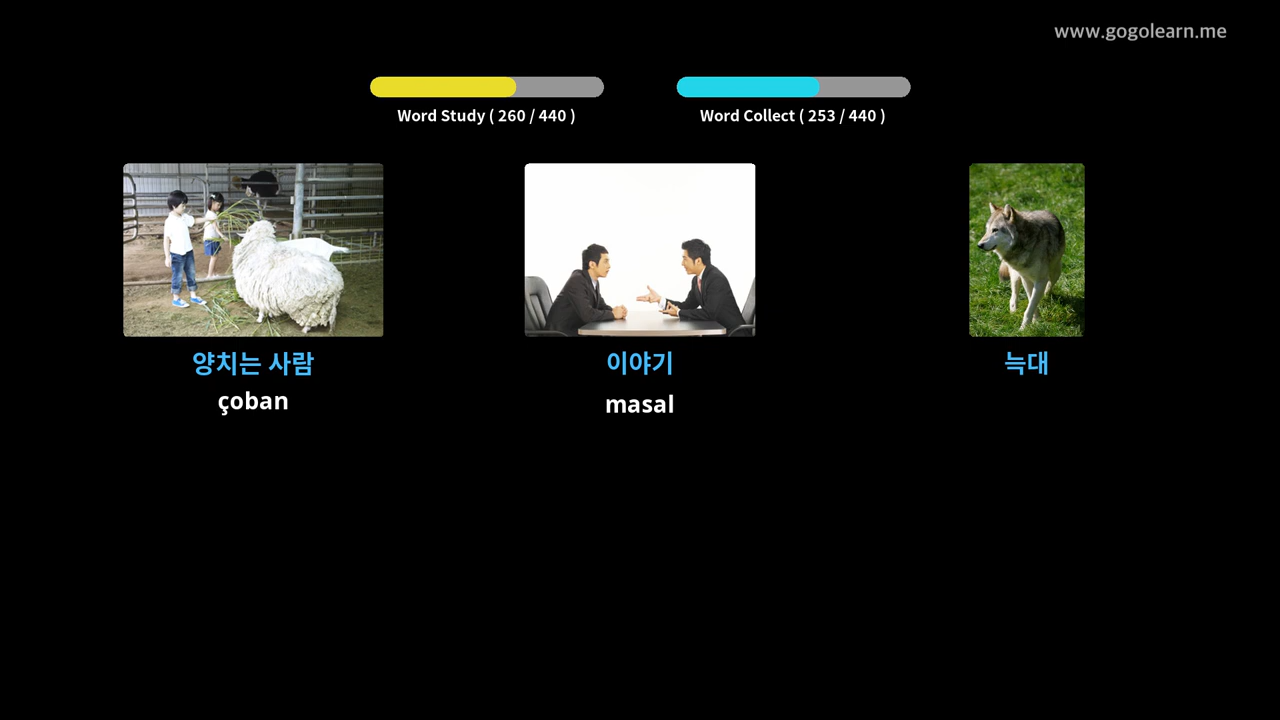 www.gogolearn.me
Word Study ( 260 / 440 )
Word Collect ( 253 / 440 )
양치는 사람
이야기
늑대
çoban
masal